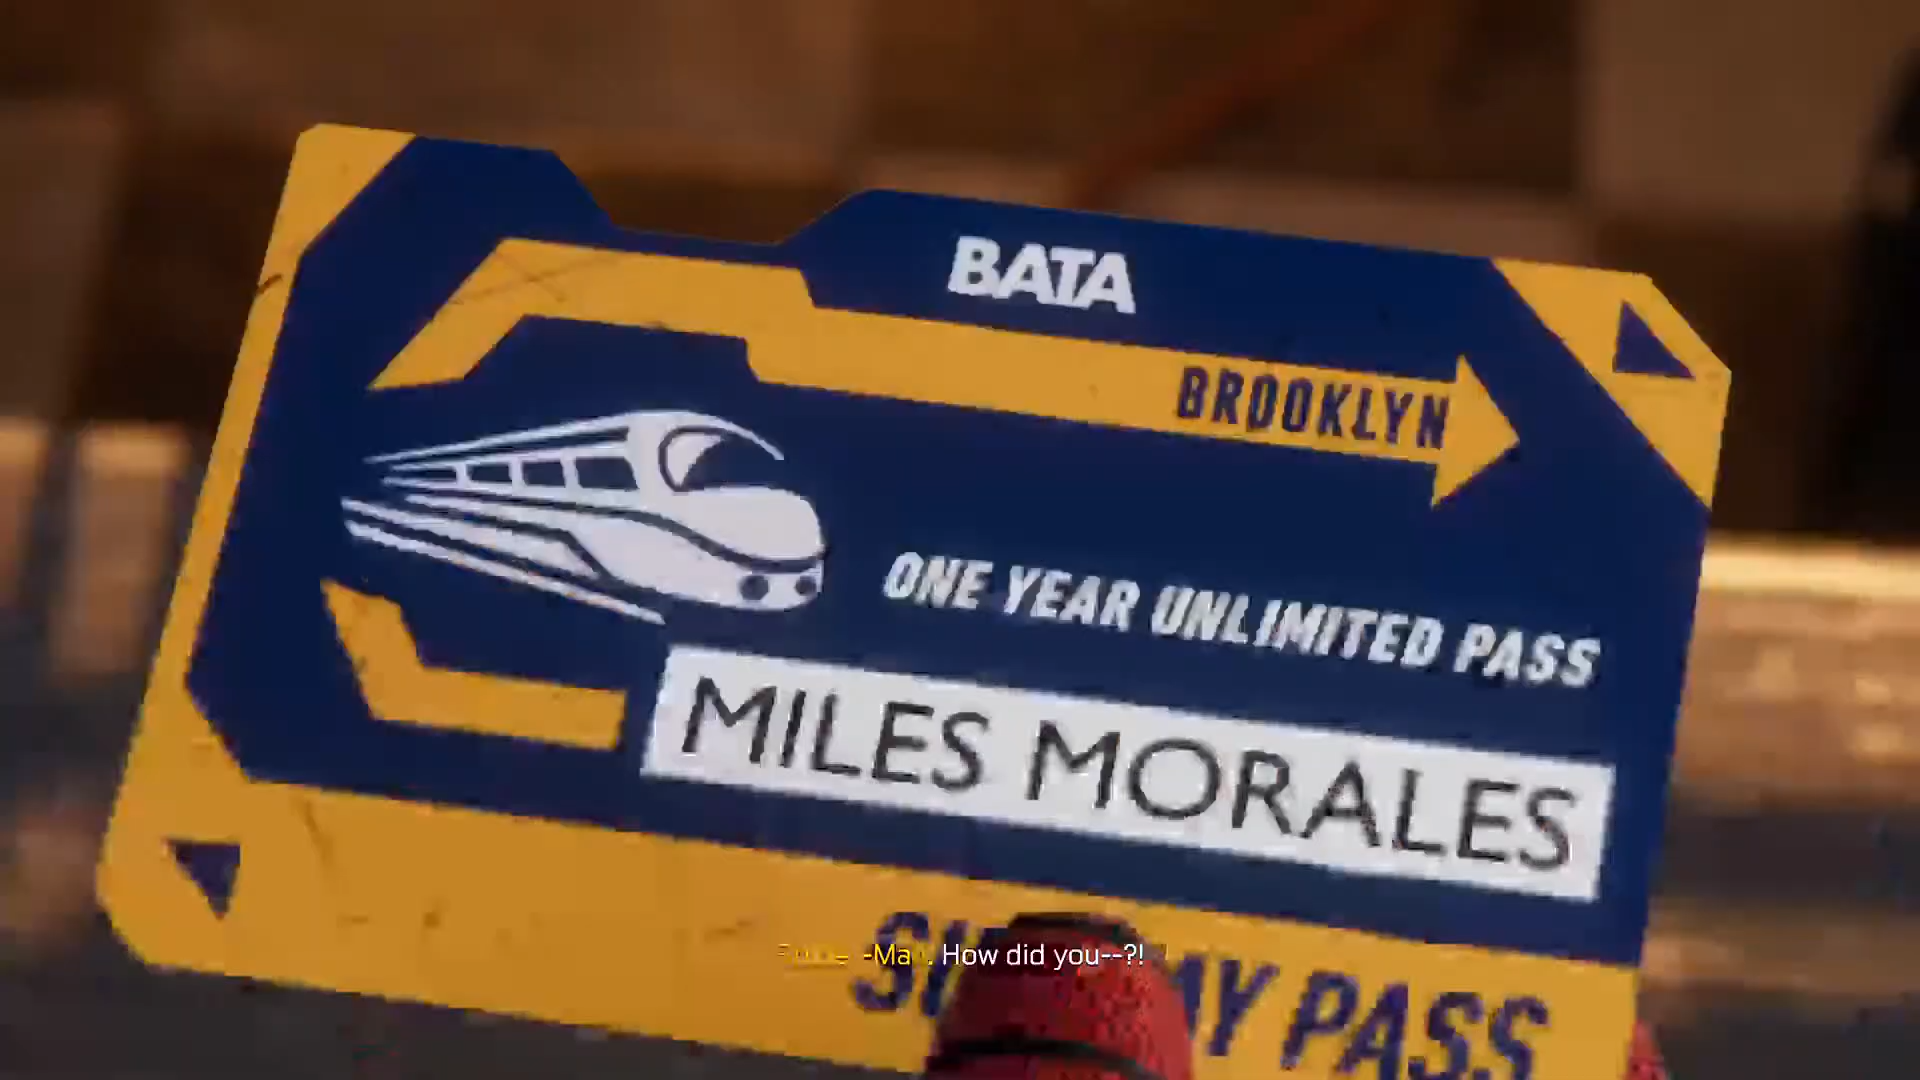 BATA
BROOKLYN
ONE YEAR UNLIMITED PASS
MILES MORALES
PASS
How did you--?!